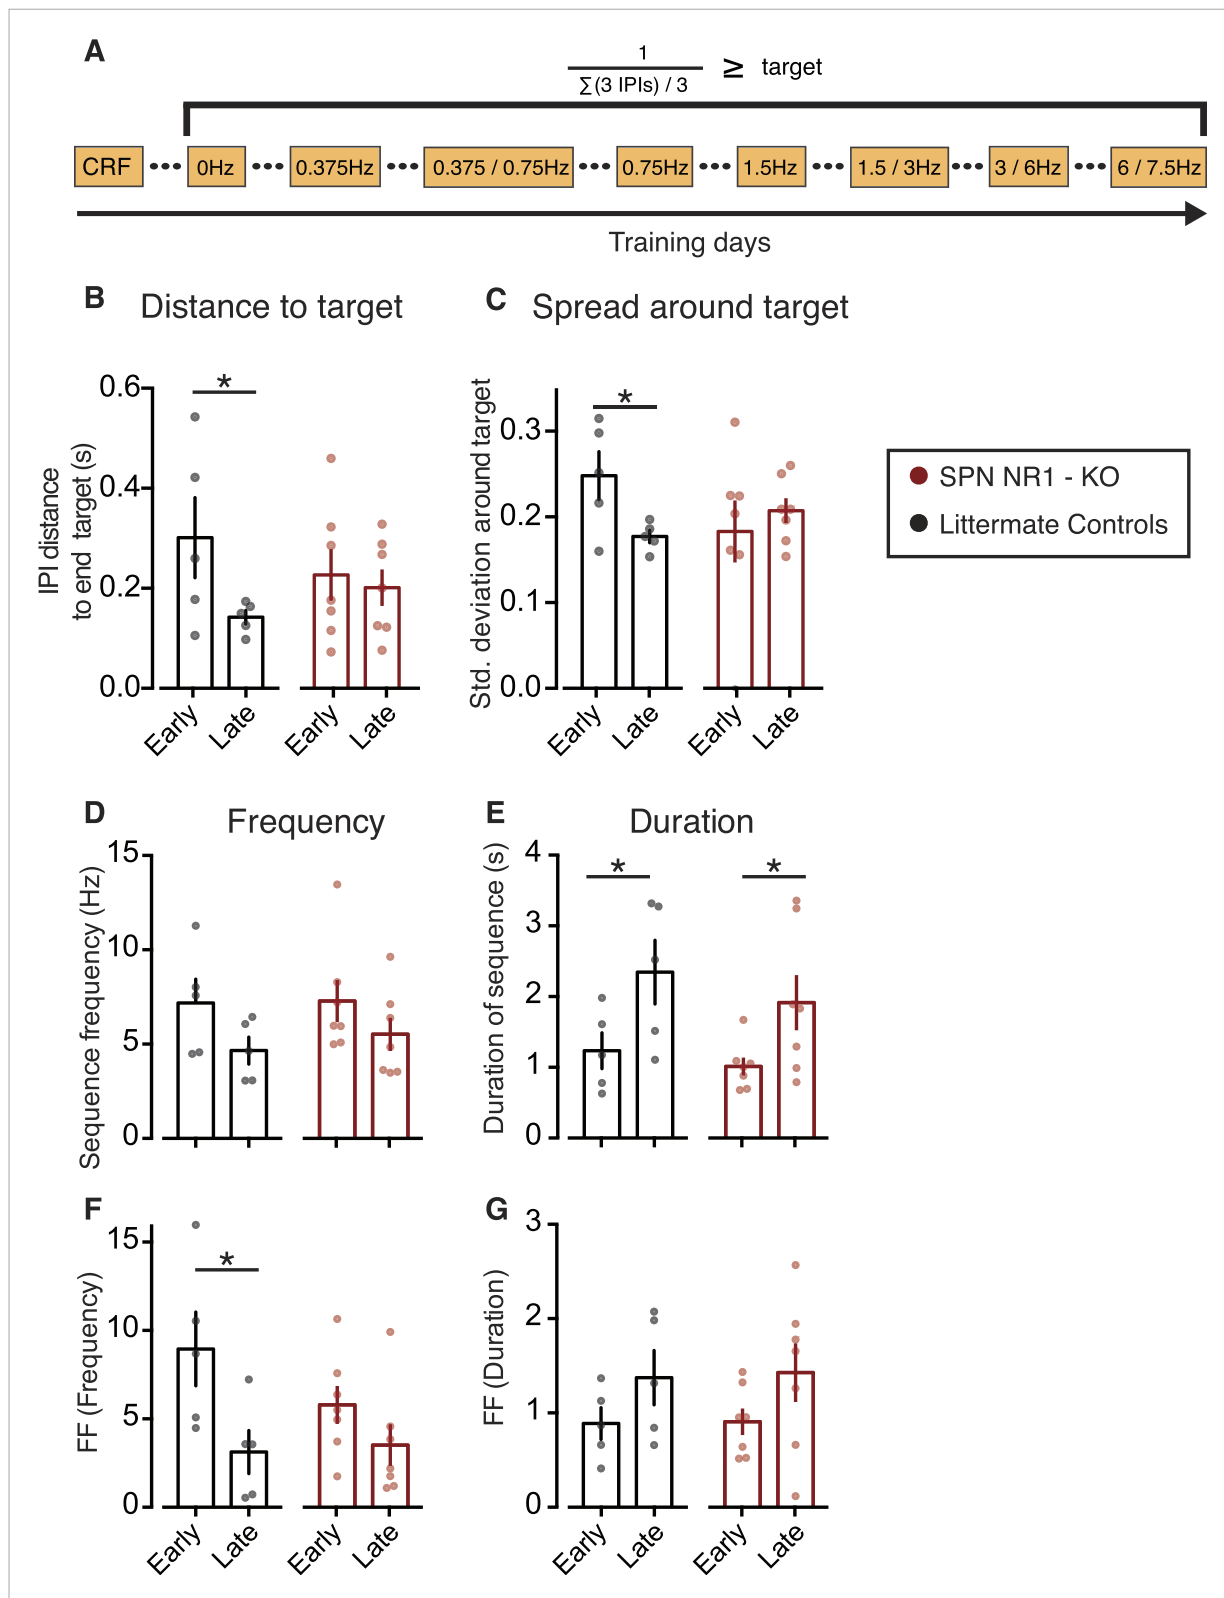 A
1
∑(3 IPIs) / 3
≥ target
CRF 0Hz 0.375Hz 0.375 / 0.75Hz 0.75Hz 1.5Hz 1.5 / 3Hz 3 / 6Hz 6 / 7.5Hz
Training days
B Distance to target
IPI distance
to end target (s)
0.6
0.4
0.2
0.0
*
Early Late Early Late
C Spread around target
Std. deviation around target
0.3
0.2
0.1
0.0
*
Early Late Early Late
SPN NR1 - KO
Littermate Controls
D Frequency
Sequence frequency (Hz)
15
10
5
0
E Duration
Duration of sequence (s)
4
3
2
1
0
* *
F
FF (Frequency)
15
10
5
0
*
Early Late Early Late
G
FF (Duration)
3
2
1
0
Early Late Early Late